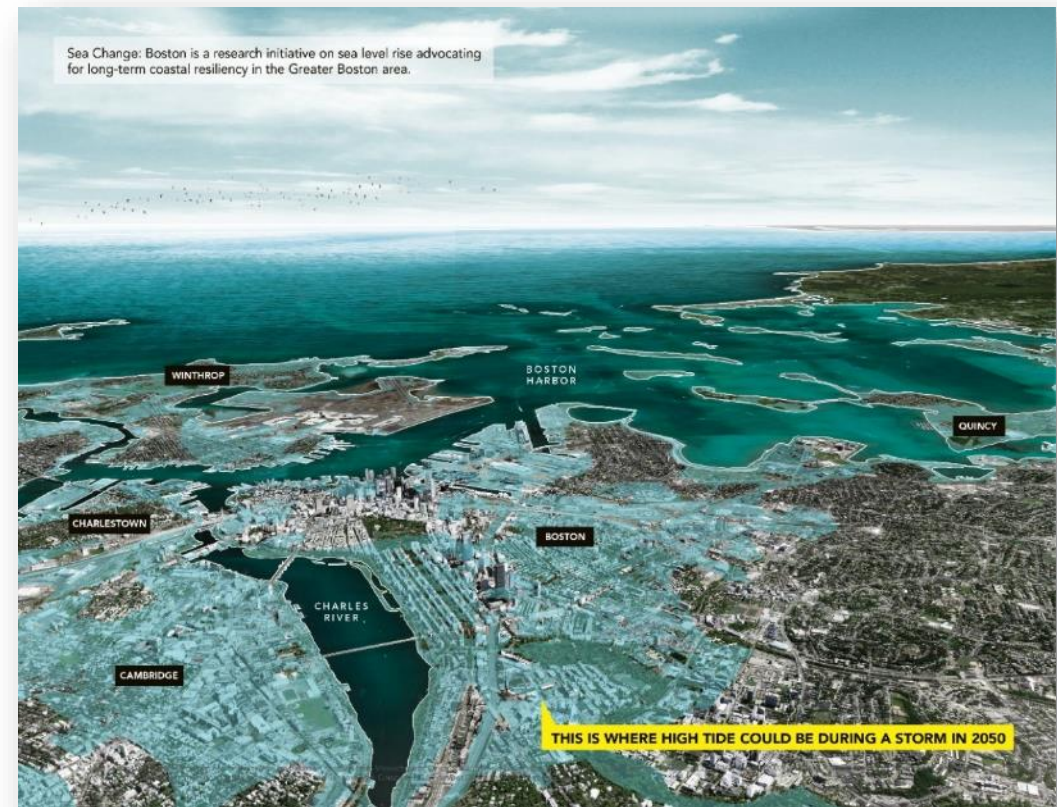 Sea Change: Boston is a research initiative on sea level rise advocating
for long-term coastal resiliency in the Greater Boston area.
WINTHROP
BOSTON
HARBOR
QUINCY
CHARLESTOWN
BOSTON
CHARLES
RIVER
CAMBRIDGE
THIS IS WHERE HIGH TIDE COULD BE DURING A STORM IN 2050